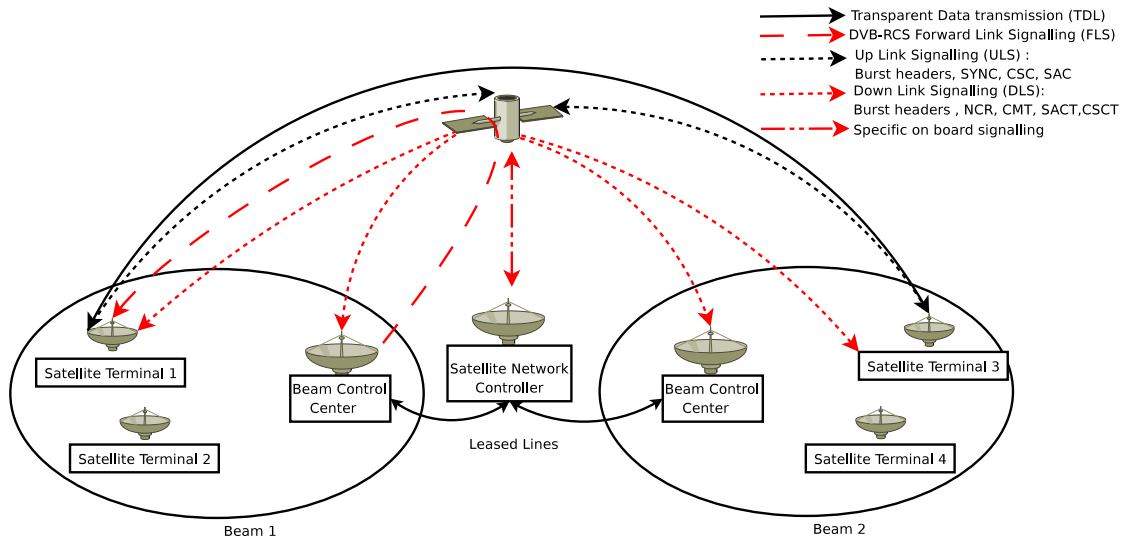 Transparent Data transmission (TDL)
DVB-RCS Forward Link Signalling (FLS)
Up Link Signalling (ULS) :
Burst headers, SYNC, CSC, SAC
Down Link Signalling (DLS):
Burst headers , NCR, CMT, SACT,CSCT
Specific on board signalling
Satellite Terminal 1
Satellite Terminal 2
Beam Control
Center
Satellite Network
Controller
Leased Lines
Beam Control
Center
Satellite Terminal 3
Satellite Terminal 4
Beam 1
Beam 2